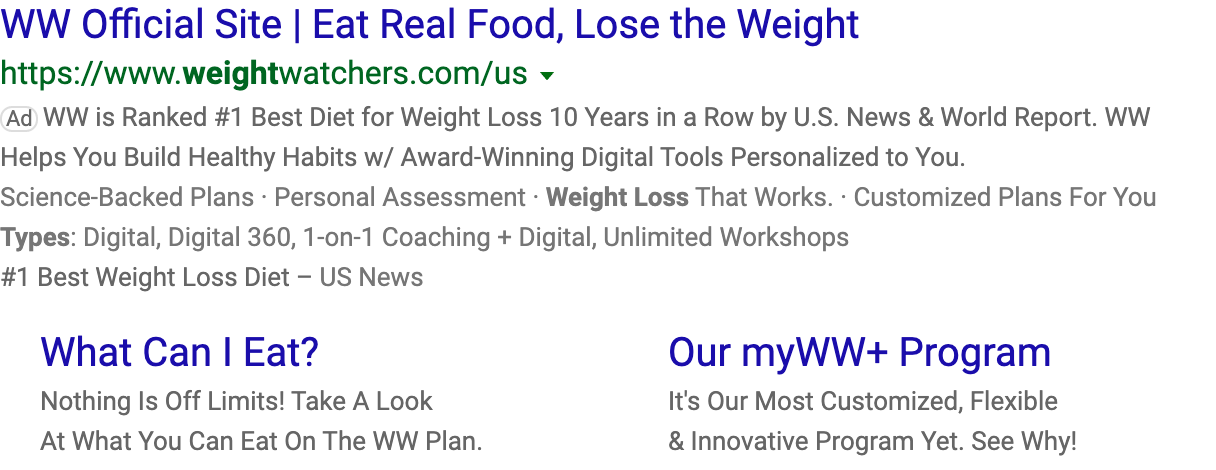 WW Official Site | Eat Real Food, Lose the Weight
https://www.weightwatchers.com/us
Ad WW is Ranked #1 Best Diet for Weight Loss 10 Years in a Row by U.S. News & World Report. WW
Helps You Build Healthy Habits w/ Award-Winning Digital Tools Personalized to You.
Science-Backed Plans · Personal Assessment · Weight Loss That Works. · Customized Plans For You
Types: Digital, Digital 360, 1-on-1 Coaching + Digital, Unlimited Workshops
#1 Best Weight Loss Diet – US News
What Can I Eat?
Nothing Is Off Limits! Take A Look
At What You Can Eat On The WW Plan.
Our myWW+ Program
It's Our Most Customized, Flexible
& Innovative Program Yet. See Why!